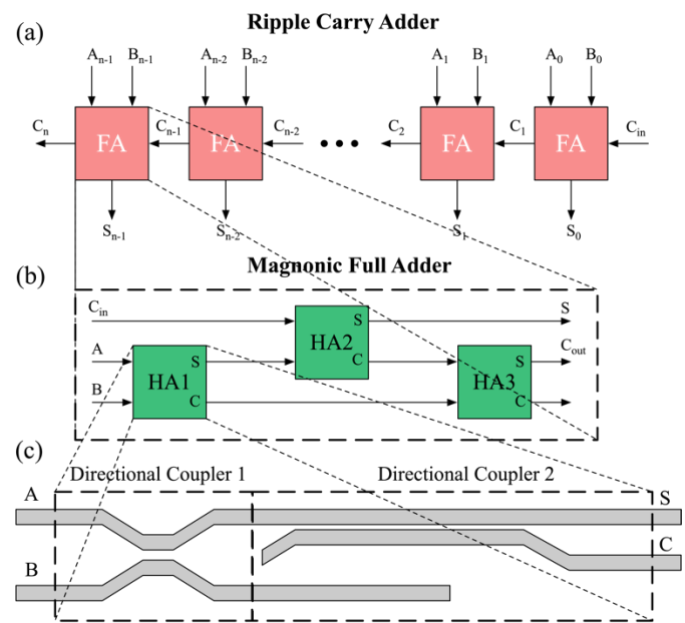 (a) Ripple Carry Adder
Aₙ₋₁ Bₙ₋₁ Aₙ₋₂ Bₙ₋₂ A₁ B₁ A₀ B₀
Cₙ FA Cₙ₋₁ FA Cₙ₋₂ ••• C₂ FA C₁ FA Cᵢₙ
Sₙ₋₁ Sₙ₋₂ S₁ S₀
(b) Magnonic Full Adder
Cᵢₙ S S
HA2
A S C Cout
HA1 S HA3
B C C
(c)
Directional Coupler 1 Directional Coupler 2
A S
C
B